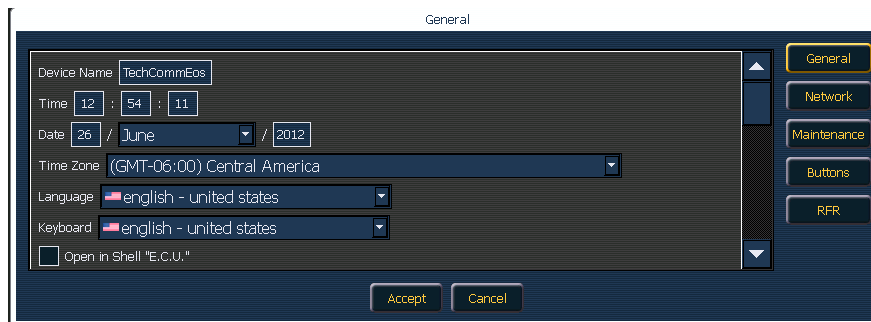 General
Device Name TechCommEos
Time 12 : 54 : 11
Date 26 / June / 2012
Time Zone (GMT-06:00) Central America
Language english - united states
Keyboard english - united states
Open in Shell "E.C.U."
Accept Cancel
General
Network
Maintenance
Buttons
RFR